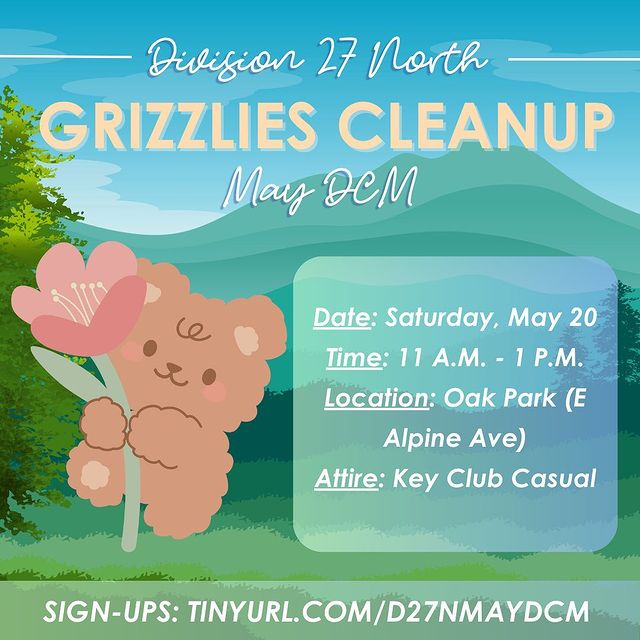 Division 27 North
GRIZZLIES CLEANUP
May DCM
Date: Saturday, May 20
Time: 11 A.M. - 1 P.M.
Location: Oak Park (E
Alpine Ave)
Attire: Key Club Casual
SIGN-UPS: TINYURL.COM/D27NMAYDCM